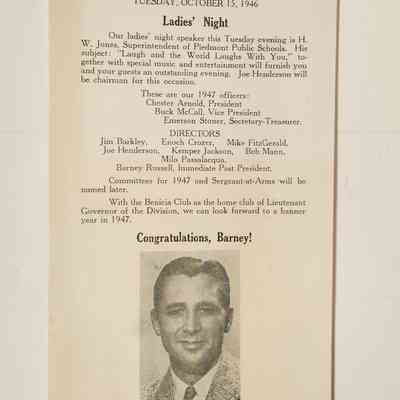 TUESDAY, OCTOBER 15, 1946
Ladies' Night
Our ladies' night speaker this Tuesday evening is H.
W. Jones, Superintendent of Piedmont Public Schools. His
subject: "Laugh and the World Laughs With You," to-
gether with special music and entertainment will furnish you
and your guests an outstanding evening. Joe Henderson will
be chairman for this occasion.
These are our 1947 officers:
Chester Arnold, President
Buck McCall, Vice President
Emerson Stoner, Secretary-Treasurer.
DIRECTORS
Jim Barkley, Enoch Crozer, Mike FitzGerald,
Joe Henderson, Kemper Jackson, Bob Mann,
Milo Passalacqua,
Barney Russell, Immediate Past President.
Committees for 1947 and Sergeant-at-Arms will be
named later.
With the Benicia Club as the home club of Lieutenant
Governor of the Division, we can look forward to a banner
year in 1947.
Congratulations, Barney!